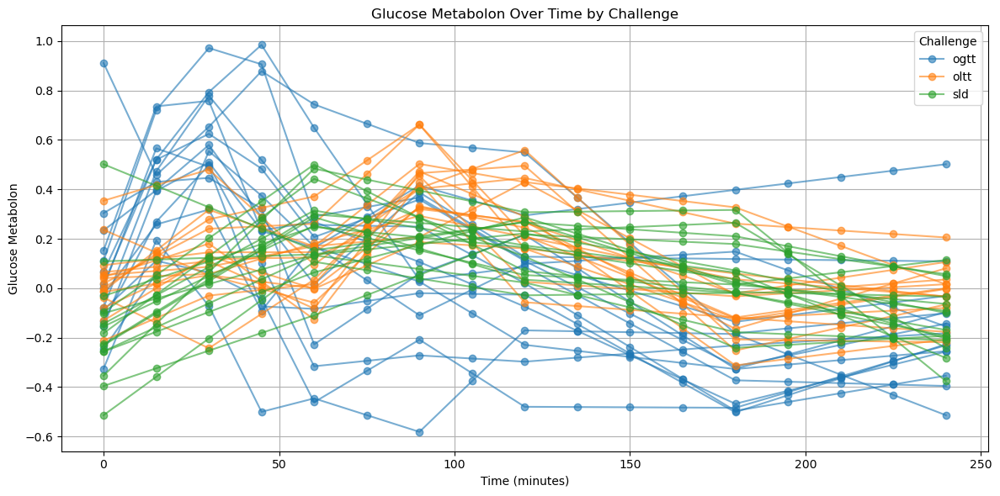 Glucose Metabolon Over Time by Challenge
Challenge
ogtt
oltt
sld
Glucose Metabolon
1.0
0.8
0.6
0.4
0.2
0.0
−0.2
−0.4
−0.6
0
50
100
150
200
250
Time (minutes)